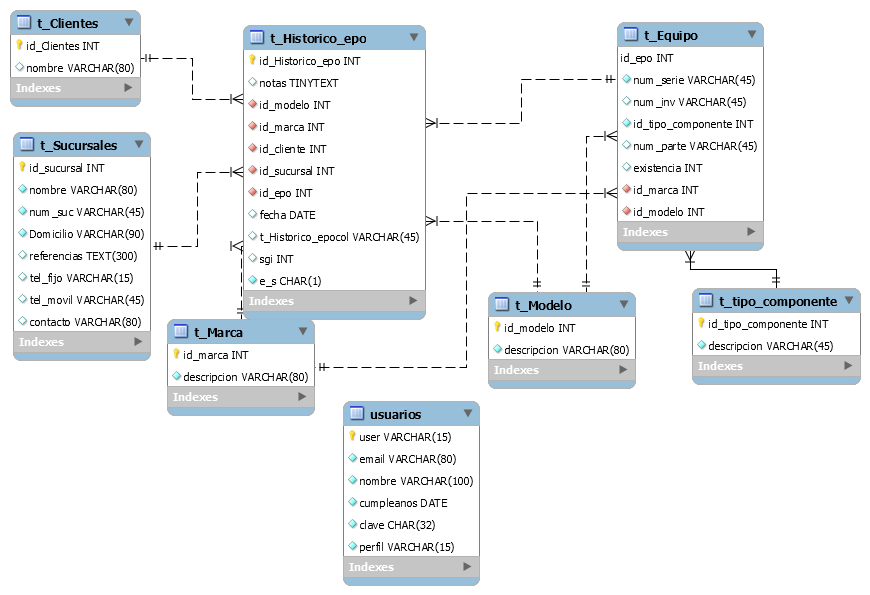 t_Clientes
id_Clientes INT
nombre VARCHAR(80)
Indexes
t_Sucursales
id_sucursal INT
nombre VARCHAR(80)
num_suc VARCHAR(45)
Domicilio VARCHAR(90)
referencias TEXT(300)
tel_fijo VARCHAR(15)
tel_movil VARCHAR(45)
contacto VARCHAR(80)
Indexes
t_Historico_epo
id_Historico_epo INT
notas TINYTEXT
id_modelo INT
id_marca INT
id_cliente INT
id_sucursal INT
id_epo INT
fecha DATE
t_Historico_epocol VARCHAR(45)
sgi INT
e_s CHAR(1)
Indexes
t_Marca
id_marca INT
descripcion VARCHAR(80)
Indexes
t_Equipo
id_epo INT
num_serie VARCHAR(45)
num_inv VARCHAR(45)
id_tipo_componente INT
num_parte VARCHAR(45)
existencia INT
id_marca INT
id_modelo INT
Indexes
t_Modelo
id_modelo INT
descripcion VARCHAR(80)
Indexes
t_tipo_componente
id_tipo_componente INT
descripcion VARCHAR(45)
Indexes
usuarios
user VARCHAR(15)
email VARCHAR(80)
nombre VARCHAR(100)
cumpleanos DATE
clave CHAR(32)
perfil VARCHAR(15)
Indexes